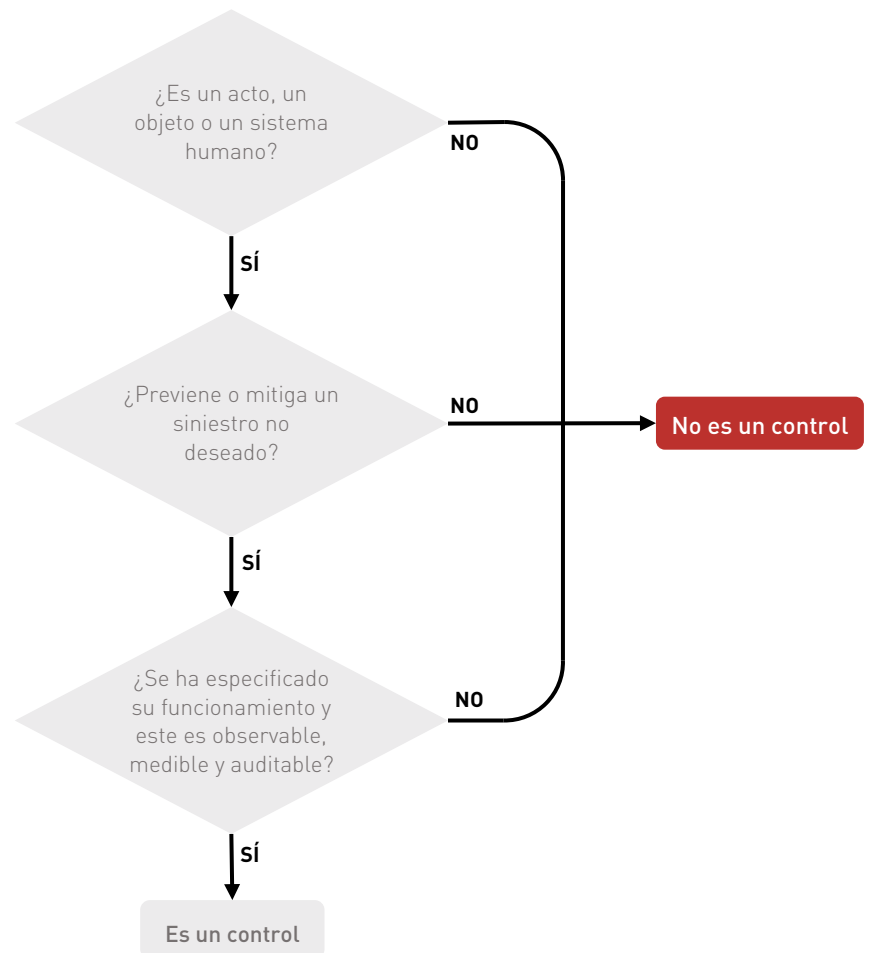 ¿Es un acto, un
objeto o un sistema
humano?
NO
SÍ
¿Previene o mitiga un
siniestro no
deseado?
NO
No es un control
SÍ
¿Se ha especificado
su funcionamiento y
este es observable,
medible y auditable?
NO
SÍ
Es un control